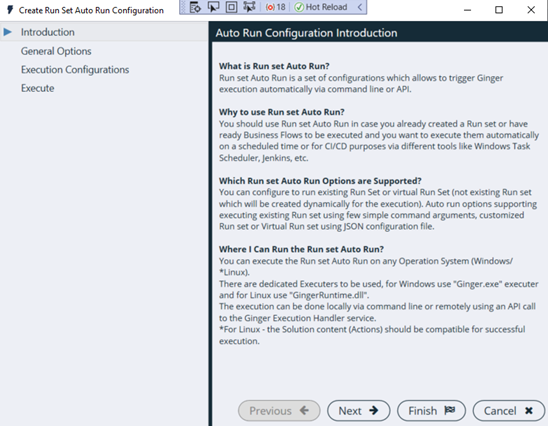 Create Run Set Auto Run Configuration
18
Hot Reload
Introduction
General Options
Execution Configurations
Execute
Auto Run Configuration Introduction
What is Run set Auto Run?
Run set Auto Run is a set of configurations which allows to trigger Ginger
execution automatically via command line or API.
Why to use Run set Auto Run?
You should use Run set Auto Run in case you already created a Run set or have
ready Business Flows to be executed and you want to execute them automatically
on a scheduled time or for CI/CD purposes via different tools like Windows Task
Scheduler, Jenkins, etc.
Which Run set Auto Run Options are Supported?
You can configure to run existing Run Set or virtual Run Set (not existing Run set
which will be created dynamically for the execution). Auto run options supporting
executing existing Run set using few simple command arguments, customized
Run set or Virtual Run set using JSON configuration file.
Where I Can Run the Run set Auto Run?
You can execute the Run set Auto Run on any Operation System (Windows/
*Linux).
There are dedicated Executers to be used, for Windows use "Ginger.exe" executer
and for Linux use "GingerRuntime.dll".
The execution can be done locally via command line or remotely using an API call
to the Ginger Execution Handler service.
*For Linux - the Solution content (Actions) should be compatible for successful
execution.
Previous
Next
Finish
Cancel